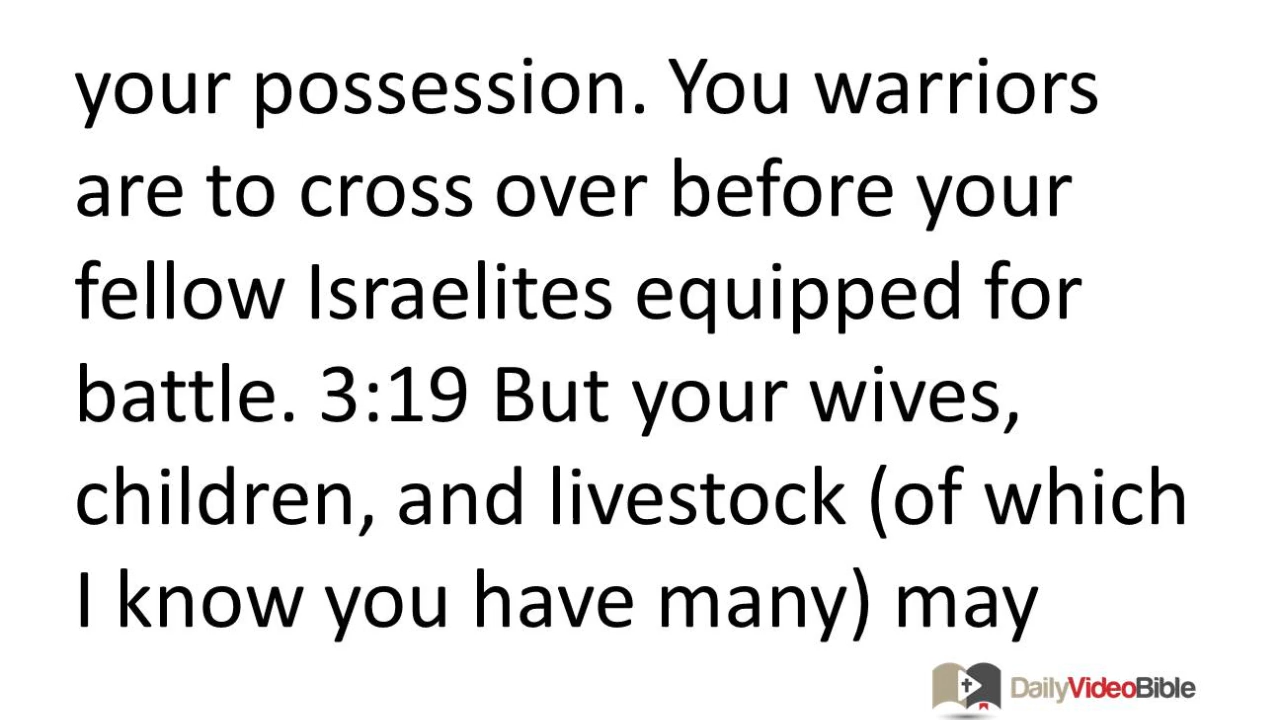 your possession. You warriors
are to cross over before your
fellow Israelites equipped for
battle. 3:19 But your wives,
children, and livestock (of which
I know you have many) may
DailyVideoBible